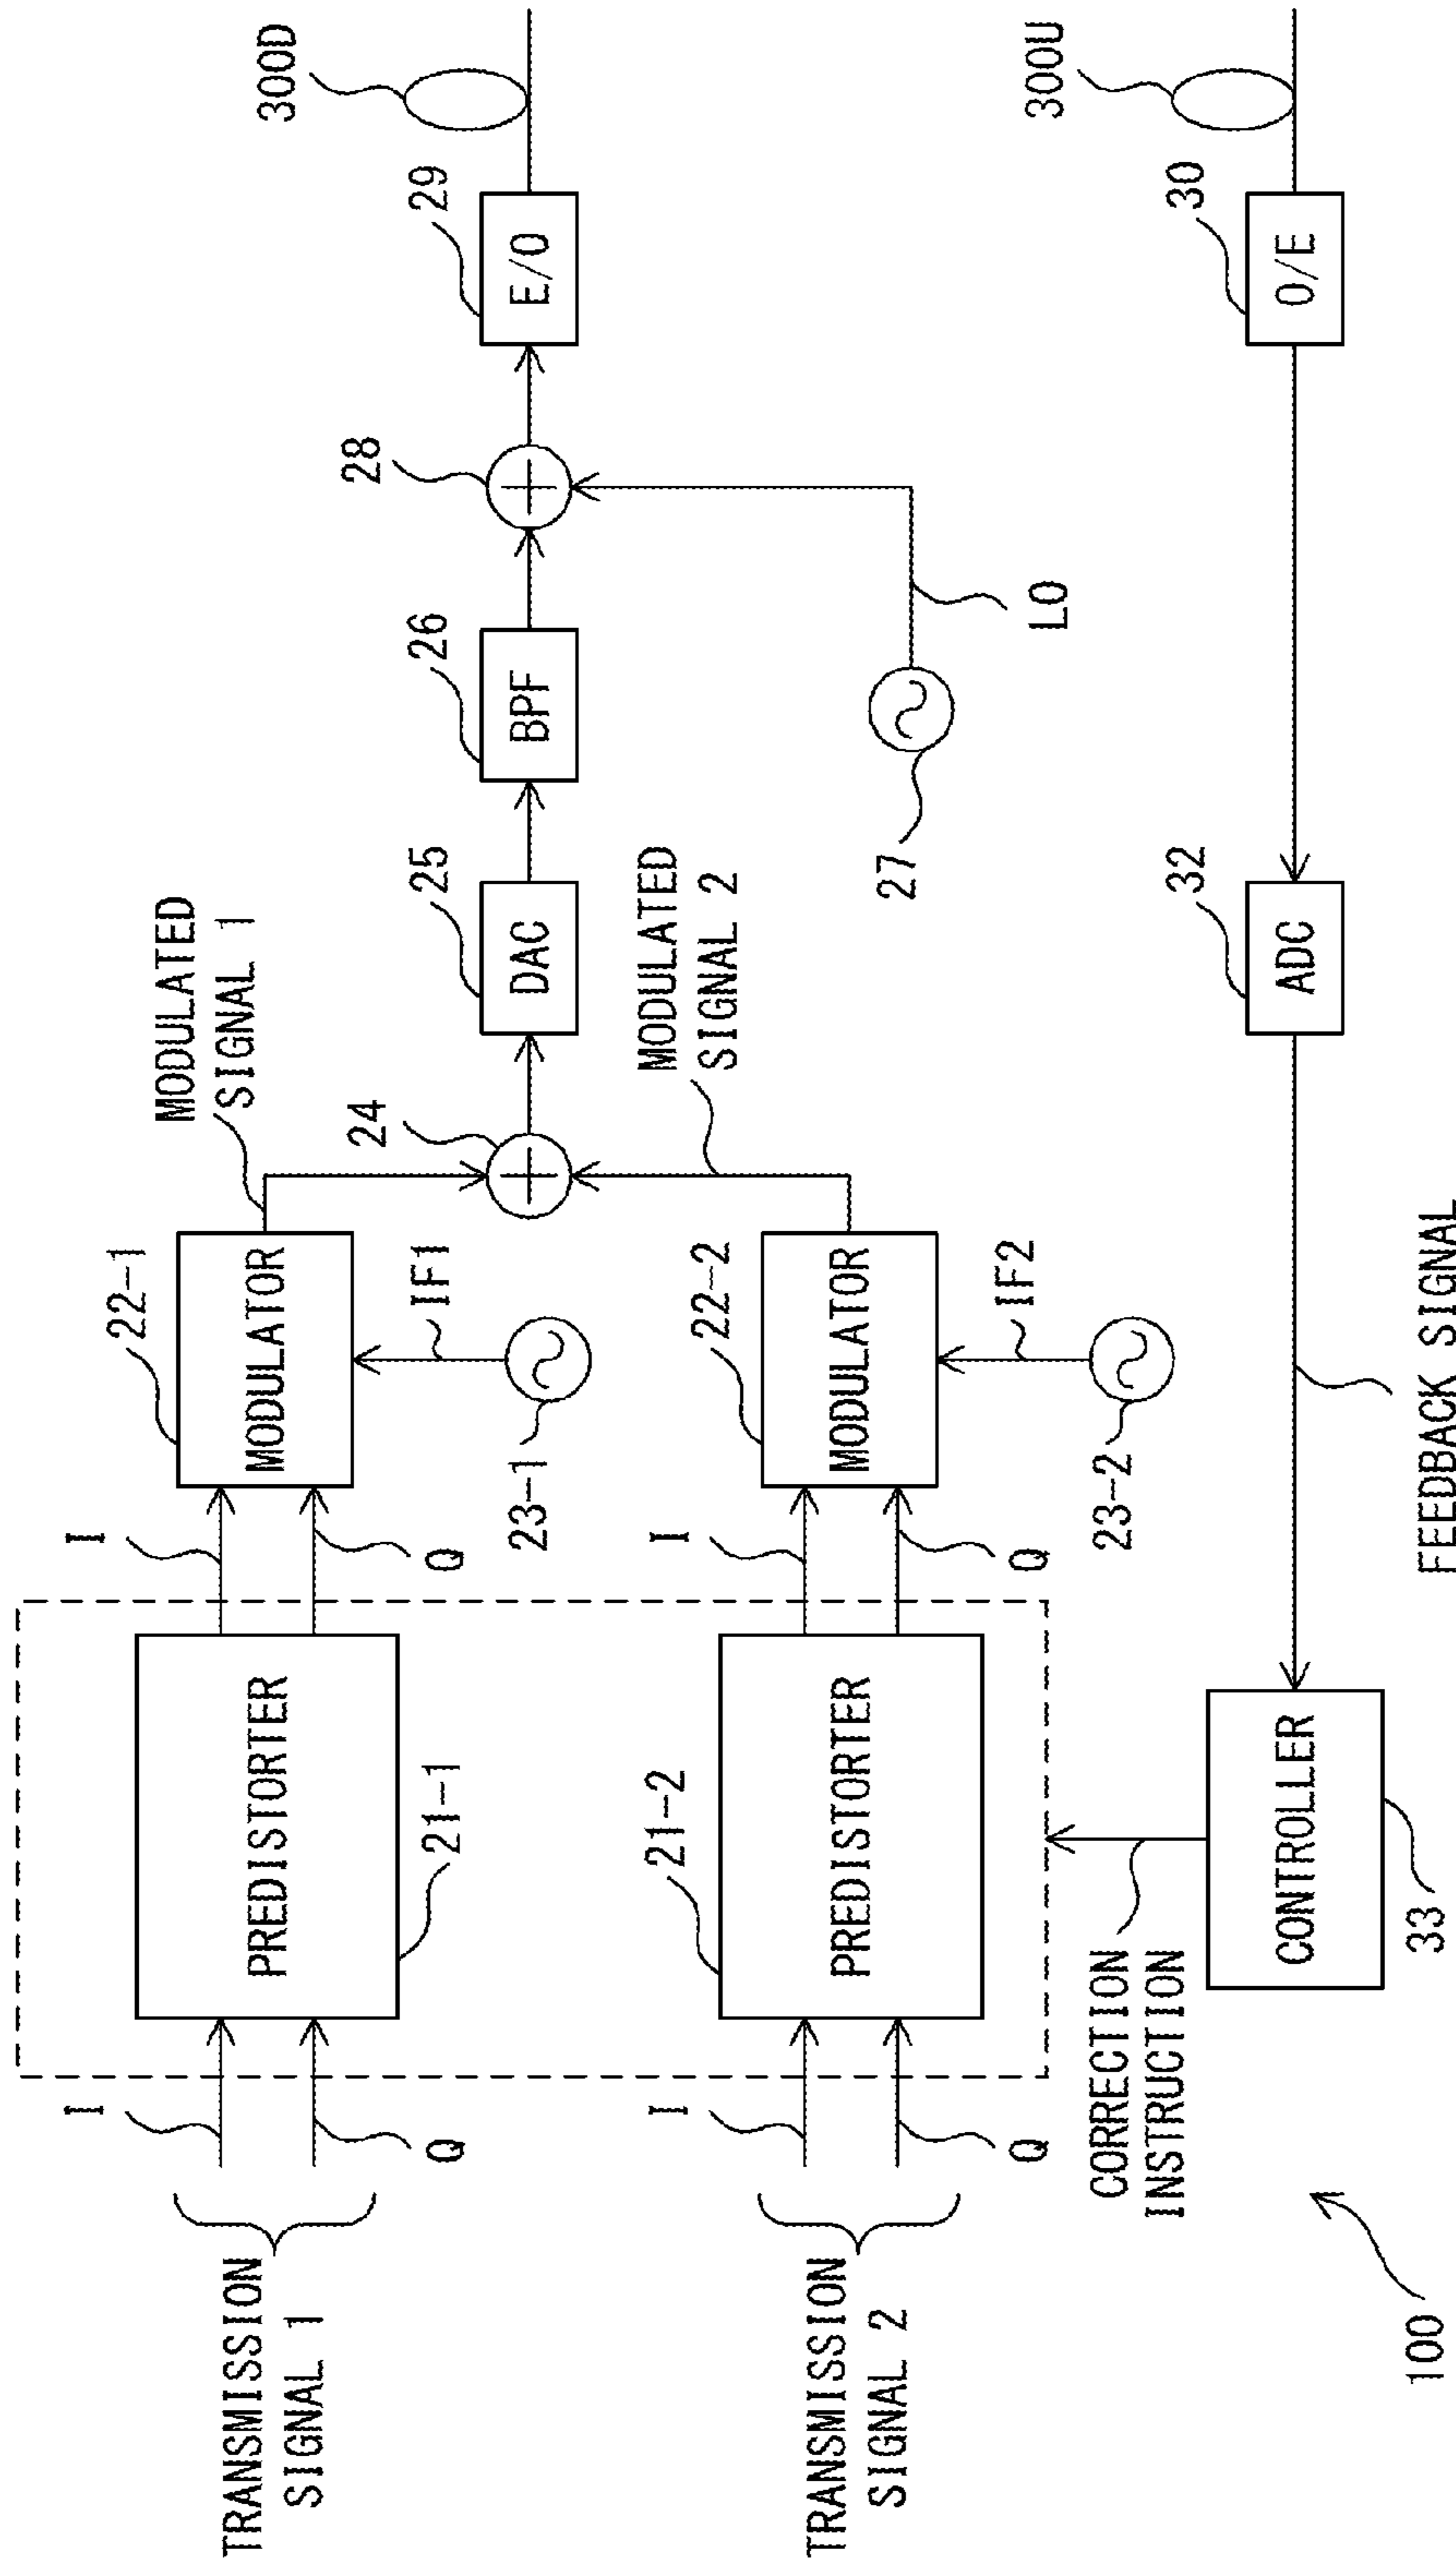 TRANSMISSION
SIGNAL 1
I
Q
PREDISTORTER
21-1
I
Q
22-1
MODULATOR
IF1
23-1
MODULATED
SIGNAL 1
24
25
DAC
26
BPF
28
29
E/O
300D
27
LO
TRANSMISSION
SIGNAL 2
I
Q
21-2
PREDISTORTER
I
Q
22-2
MODULATOR
IF2
23-2
MODULATED
SIGNAL 2
CORRECTION
INSTRUCTION
CONTROLLER
33
FEEDBACK SIGNAL
32
ADC
30
O/E
300U
100